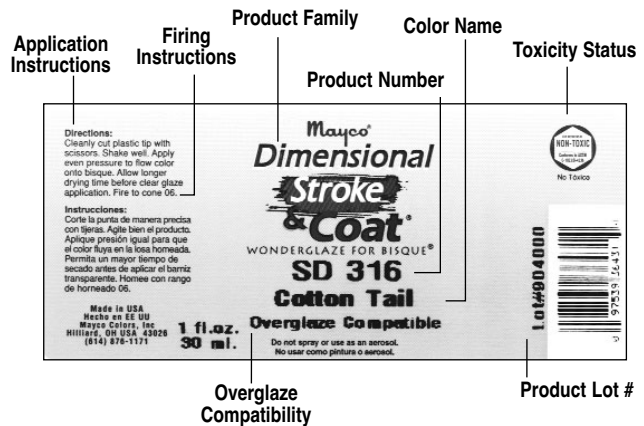 Application
Instructions
Firing
Instructions
Product Family
Color Name
Product Number
Toxicity Status
Directions:
Cleanly cut plastic tip with
scissors. Shake well. Apply
even pressure to flow color
onto bisque. Allow longer
drying time before clear glaze
application. Fire to cone 06.
Instrucciones:
Corte la punta de manera precisa
con tijeras. Agite bien el producto.
Aplique presión igual para que
el color fluya en la losa horneada.
Permita un mayor tiempo de
secado antes de aplicar el barniz
transparente. Hornee con rango
de horneado 06.
Made in USA
Hecho en EE UU
Mayco Colors, Inc
Hilliard, OH USA 43026
(614) 876-1171
1 fl.oz.
30 ml.
Mayco®
Dimensional
Stroke
& Coat®
WONDERGLAZE FOR BISQUE®
SD 316
Cotton Tail
Overglaze Compatible
Do not spray or use as an aerosol.
No usar como pintura o aerosol.
NON-TOXIC
No Tóxico
Lot#904000
Overglaze
Compatibility
Product Lot #